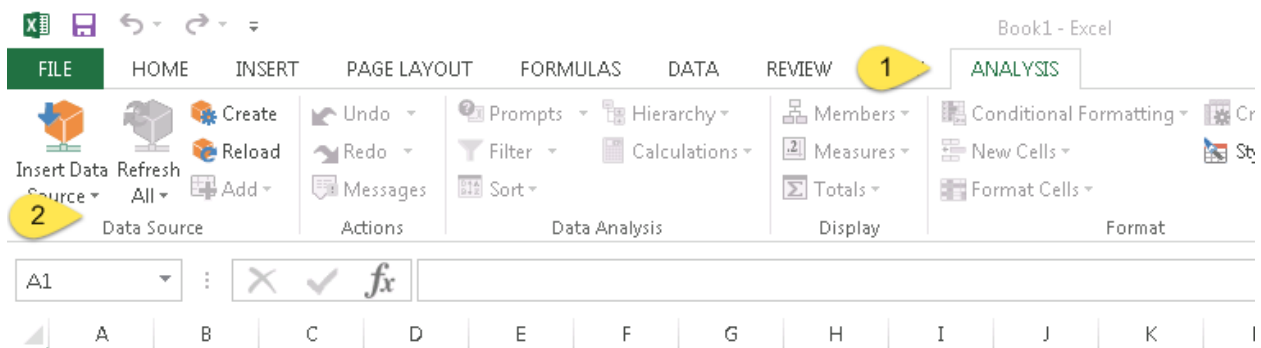 Book1 - Excel
FILE HOME INSERT PAGE LAYOUT FORMULAS DATA REVIEW 1 ANALYSIS
Create Undo Prompts Hierarchy Members Conditional Formatting Cr
Insert Data Refresh Reload Redo Filter Calculations Measures New Cells
Source All Add Messages Sort Totals Format Cells
2 Data Source Actions Data Analysis Display Format
A1 fx
A B C D E F G H I J K